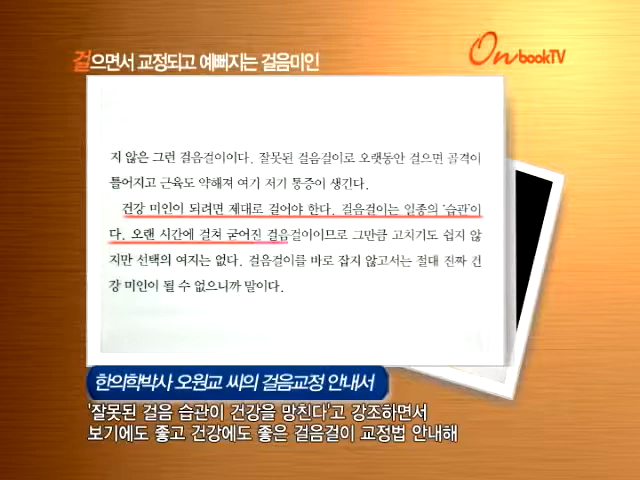 걸으면서 교정되고 예뻐지는 걸음미인
On bookTV
지 않은 그런 걸음걸이이다. 잘못된 걸음걸이로 오랫동안 걸으면 골격이
틀어지고 근육도 약해져 여기 저기 통증이 생긴다.
건강 미인이 되려면 제대로 걸어야 한다. 걸음걸이는 일종의 '습관'이
다. 오랜 시간에 걸쳐 굳어진 걸음걸이이므로 그만큼 고치기도 쉽지 않
지만 선택의 여지는 없다. 걸음걸이를 바로 잡지 않고서는 절대 진짜 건
강 미인이 될 수 없으니까 말이다.
한의학박사 오원교 씨의 걸음교정 안내서
'잘못된 걸음 습관이 건강을 망친다'고 강조하면서
보기에도 좋고 건강에도 좋은 걸음걸이 교정법 안내해